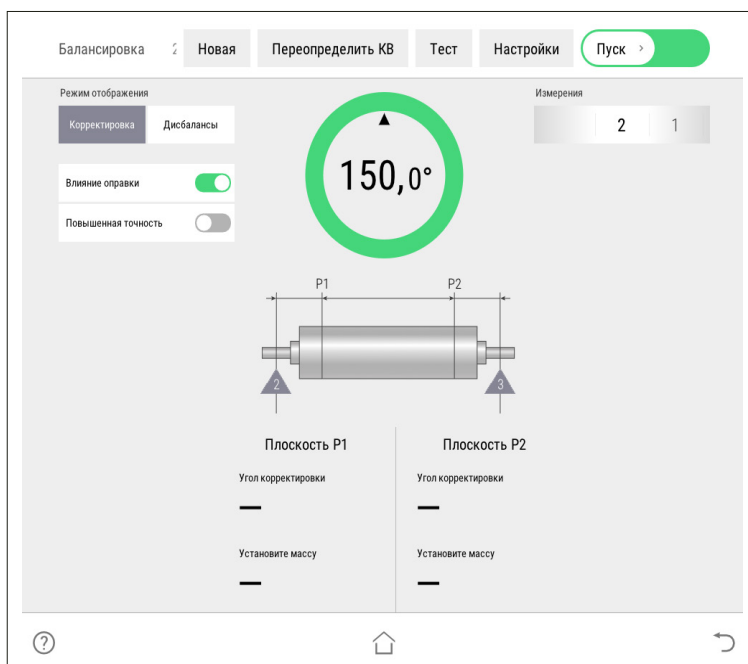 Балансировка 2 Новая Переопределить КВ Тест Настройки Пуск
Режим отображения
Корректировка Дисбалансы
Влияние оправки
Повышенная точность
150,0°
Измерения
2 1
P1 P2
2 3
Плоскость P1 Плоскость P2
Угол корректировки Угол корректировки
Установите массу Установите массу
?